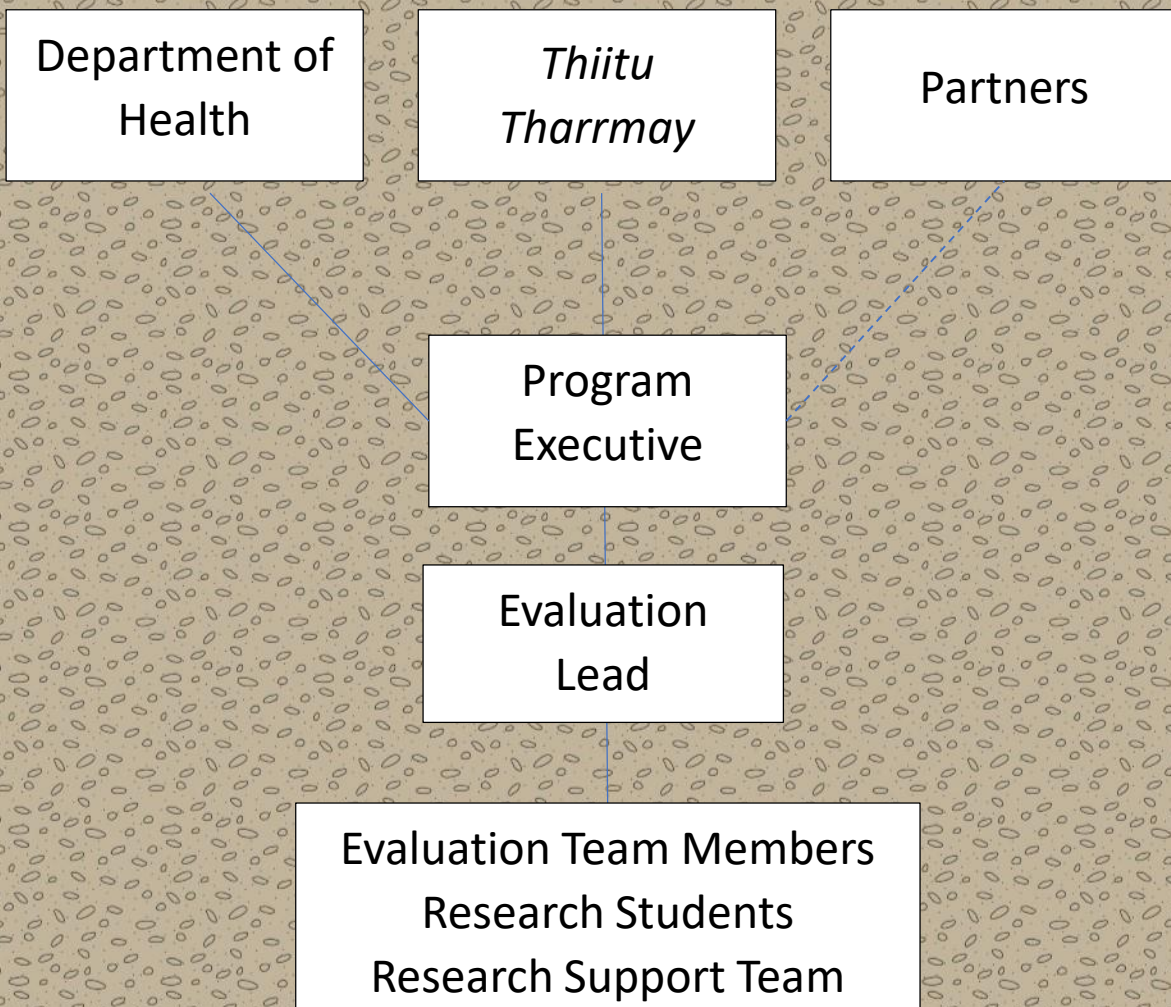 Department of
Health
Thiitu
Tharrmay
Partners
Program
Executive
Evaluation
Lead
Evaluation Team Members
Research Students
Research Support Team